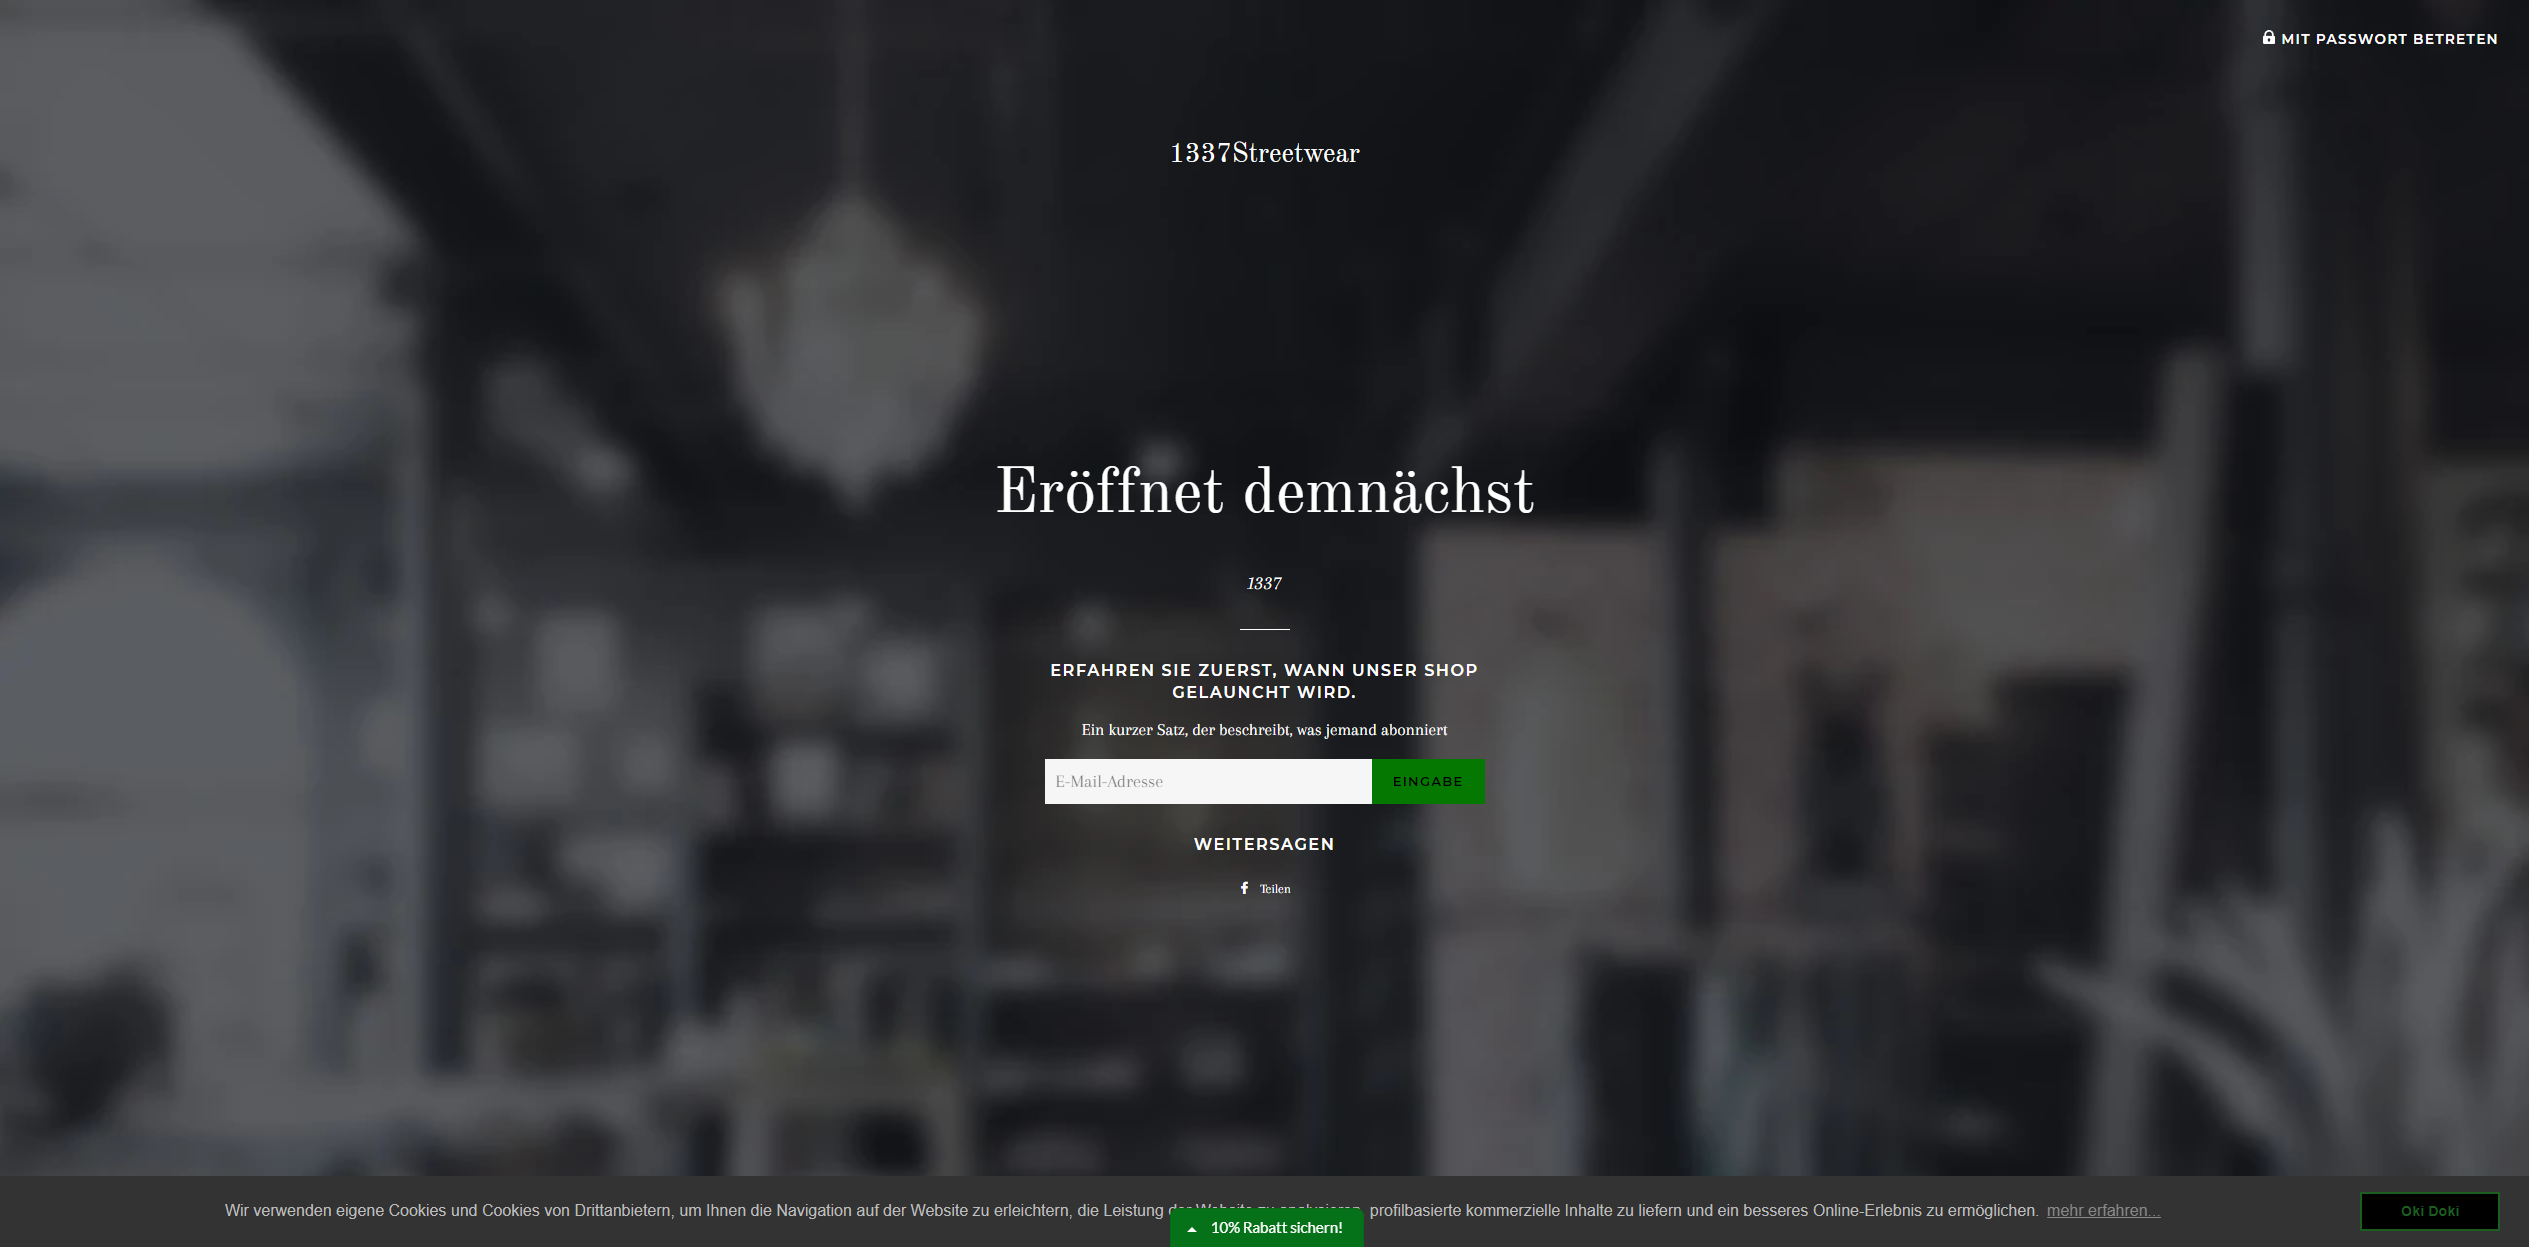 MIT PASSWORT BETRETEN
1337Streetwear
Eröffnet demnächst
1337
ERFAHREN SIE ZUERST, WANN UNSER SHOP
GELAUNCHT WIRD.
Ein kurzer Satz, der beschreibt, was jemand abonniert
E-Mail-Adresse
EINGABE
WEITERSAGEN
Teilen
Wir verwenden eigene Cookies und Cookies von Drittanbietern, um Ihnen die Navigation auf der Website zu erleichtern, die Leistung profilbasierte kommerzielle Inhalte zu liefern und ein besseres Online-Erlebnis zu ermöglichen. mehr erfahren...
Oki Doki
10% Rabatt sichern!